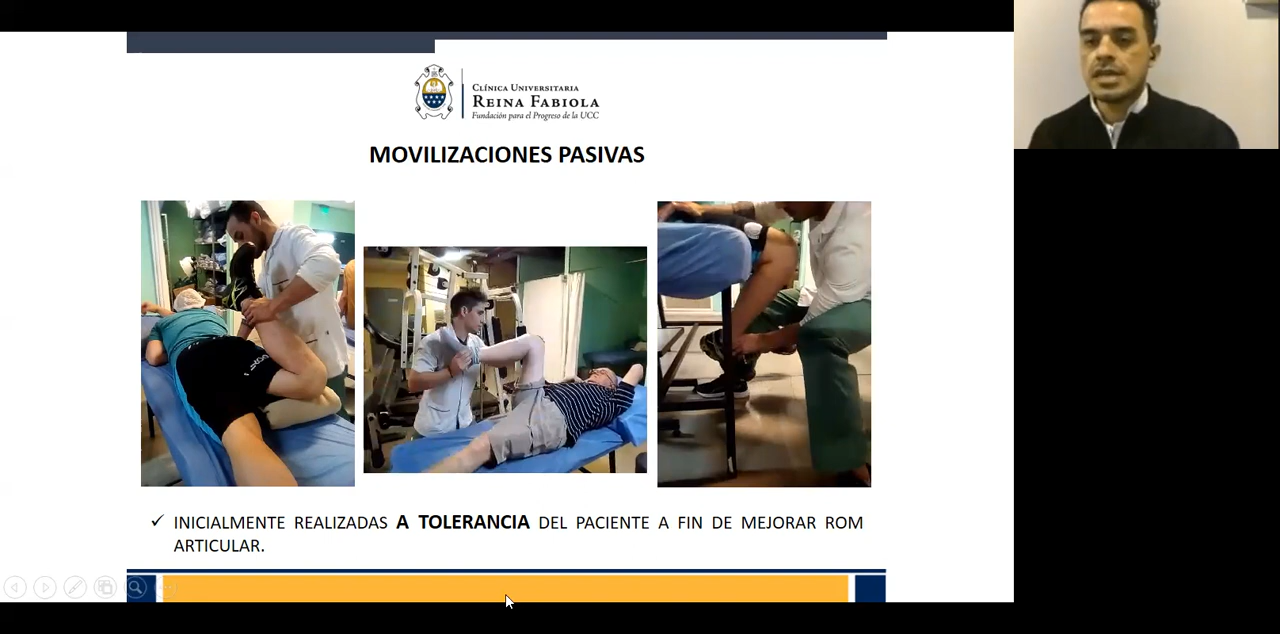 CLÍNICA UNIVERSITARIA
REINA FABIOLA
Fundación para el Progreso de la UCC
MOVILIZACIONES PASIVAS
✓ INICIALMENTE REALIZADAS A TOLERANCIA DEL PACIENTE A FIN DE MEJORAR ROM
ARTICULAR.